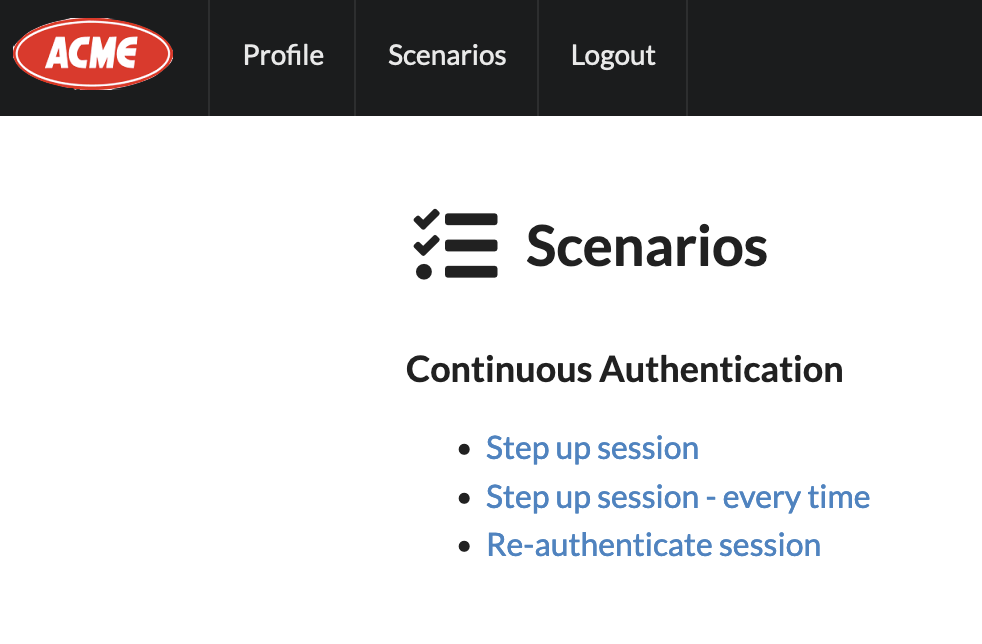 ACME
Profile
Scenarios
Logout
Scenarios
Continuous Authentication
Step up session
Step up session - every time
Re-authenticate session